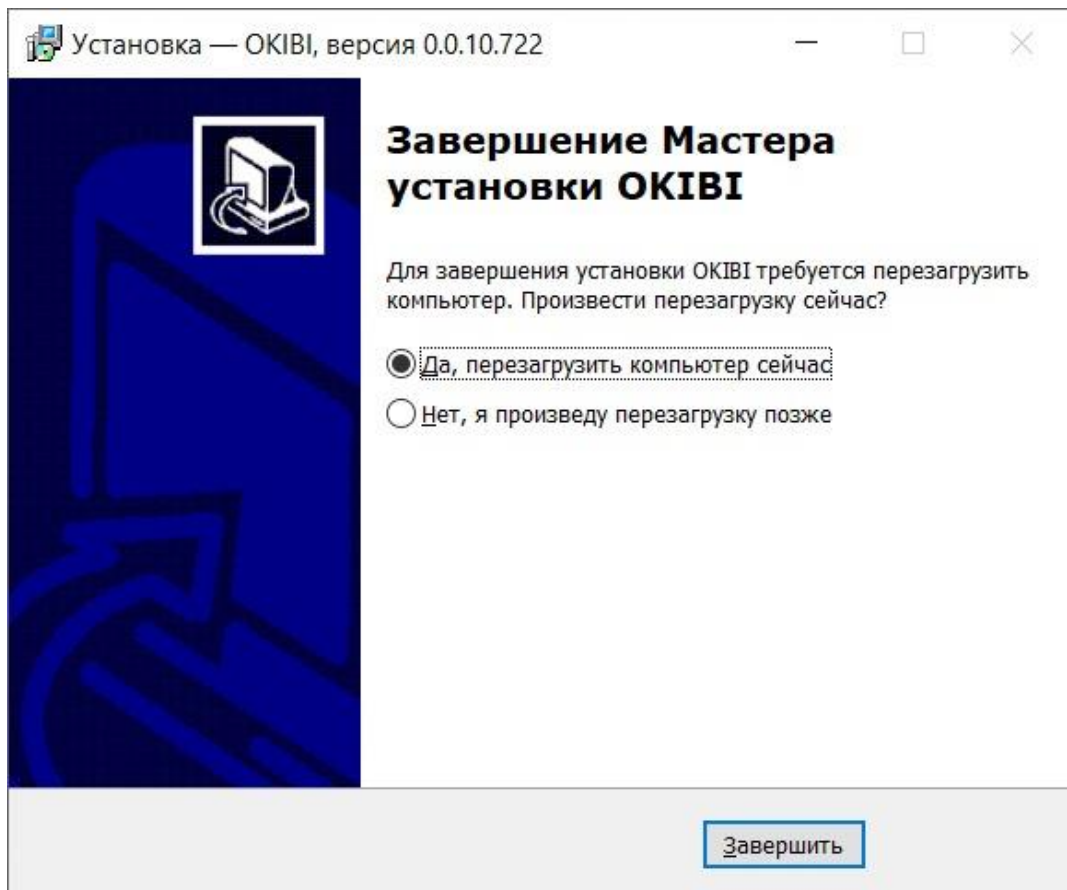 Установка — OKIBI, версия 0.0.10.722
Завершение Мастера
установки OKIBI
Для завершения установки OKIBI требуется перезагрузить
компьютер. Произвести перезагрузку сейчас?
Да, перезагрузить компьютер сейчас
Нет, я произведу перезагрузку позже
Завершить